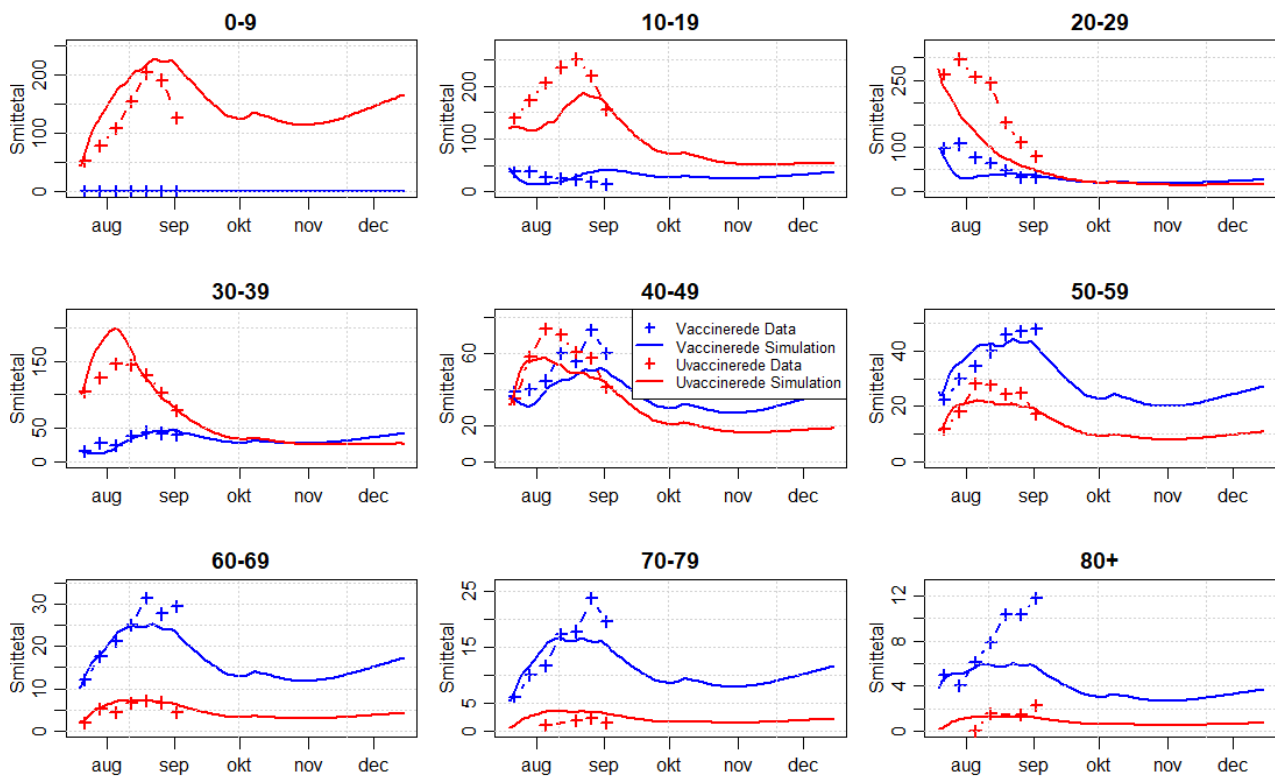 0-9
10-19
20-29
Smittetal
0
100
200
aug
sep
okt
nov
dec
Smittetal
0
100
200
aug
sep
okt
nov
dec
Smittetal
0
100
250
aug
sep
okt
nov
dec
30-39
40-49
50-59
Smittetal
0
50
150
aug
sep
okt
nov
dec
Smittetal
0
20
60
Vaccinerede Data
Vaccinerede Simulation
Uvaccinerede Data
Uvaccinerede Simulation
aug
sep
okt
nov
dec
Smittetal
0
20
40
aug
sep
okt
nov
dec
60-69
70-79
80+
Smittetal
0
10
20
30
aug
sep
okt
nov
dec
Smittetal
0
5
15
25
aug
sep
okt
nov
dec
Smittetal
0
4
8
12
aug
sep
okt
nov
dec